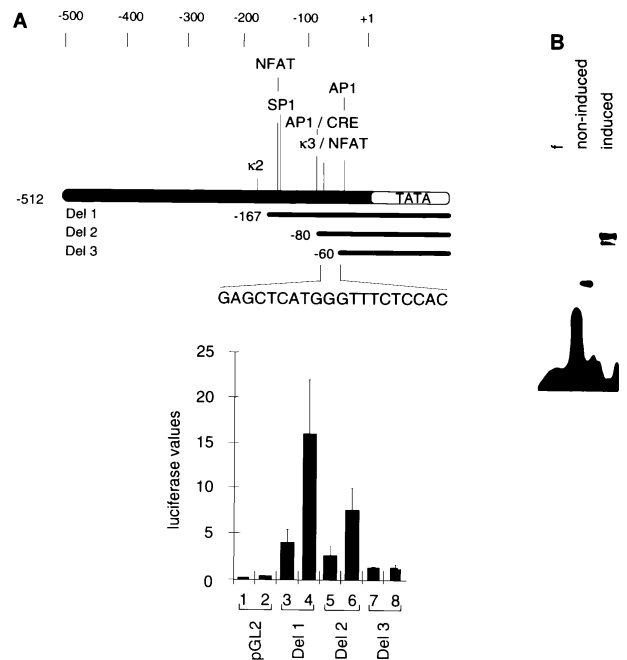 A
-500 -400 -300 -200 -100 +1
B
f
non-induced
induced
NFAT
AP1
SP1
AP1 / CRE
κ3 / NFAT
κ2
-512
TATA
Del 1 -167
Del 2 -80
Del 3 -60
GAGCTCATGGGTTTCTCCAC
25
20
15
10
5
0
luciferase values
1 2 3 4 5 6 7 8
pGL2 Del 1 Del 2 Del 3